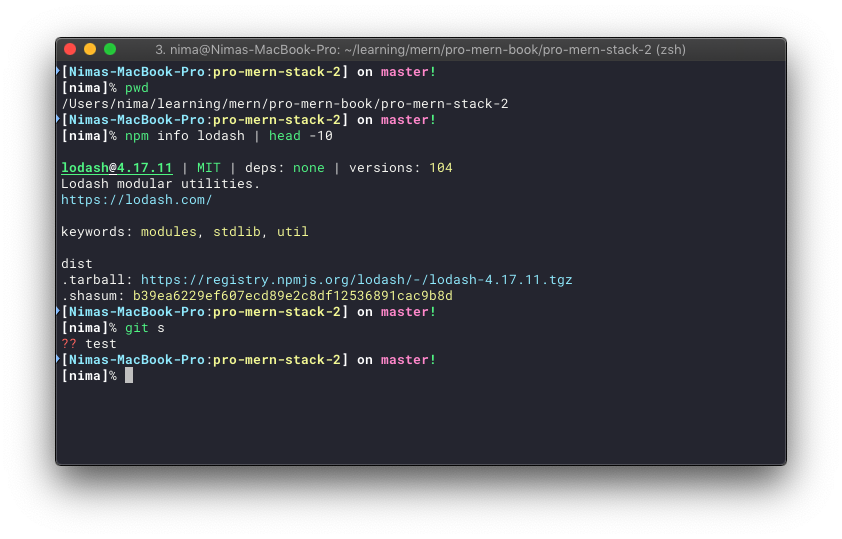 3. nima@Nimas-MacBook-Pro: ~/learning/mern/pro-mern-book/pro-mern-stack-2 (zsh)
[Nimas-MacBook-Pro:pro-mern-stack-2] on master!
[nima]% pwd
/Users/nima/learning/mern/pro-mern-book/pro-mern-stack-2
[Nimas-MacBook-Pro:pro-mern-stack-2] on master!
[nima]% npm info lodash | head -10
lodash@4.17.11 | MIT | deps: none | versions: 104
Lodash modular utilities.
https://lodash.com/
keywords: modules, stdlib, util
dist
.tarball: https://registry.npmjs.org/lodash/-/lodash-4.17.11.tgz
.shasum: b39ea6229ef607ecd89e2c8df12536891cac9b8d
[Nimas-MacBook-Pro:pro-mern-stack-2] on master!
[nima]% git s
?? test
[Nimas-MacBook-Pro:pro-mern-stack-2] on master!
[nima]%